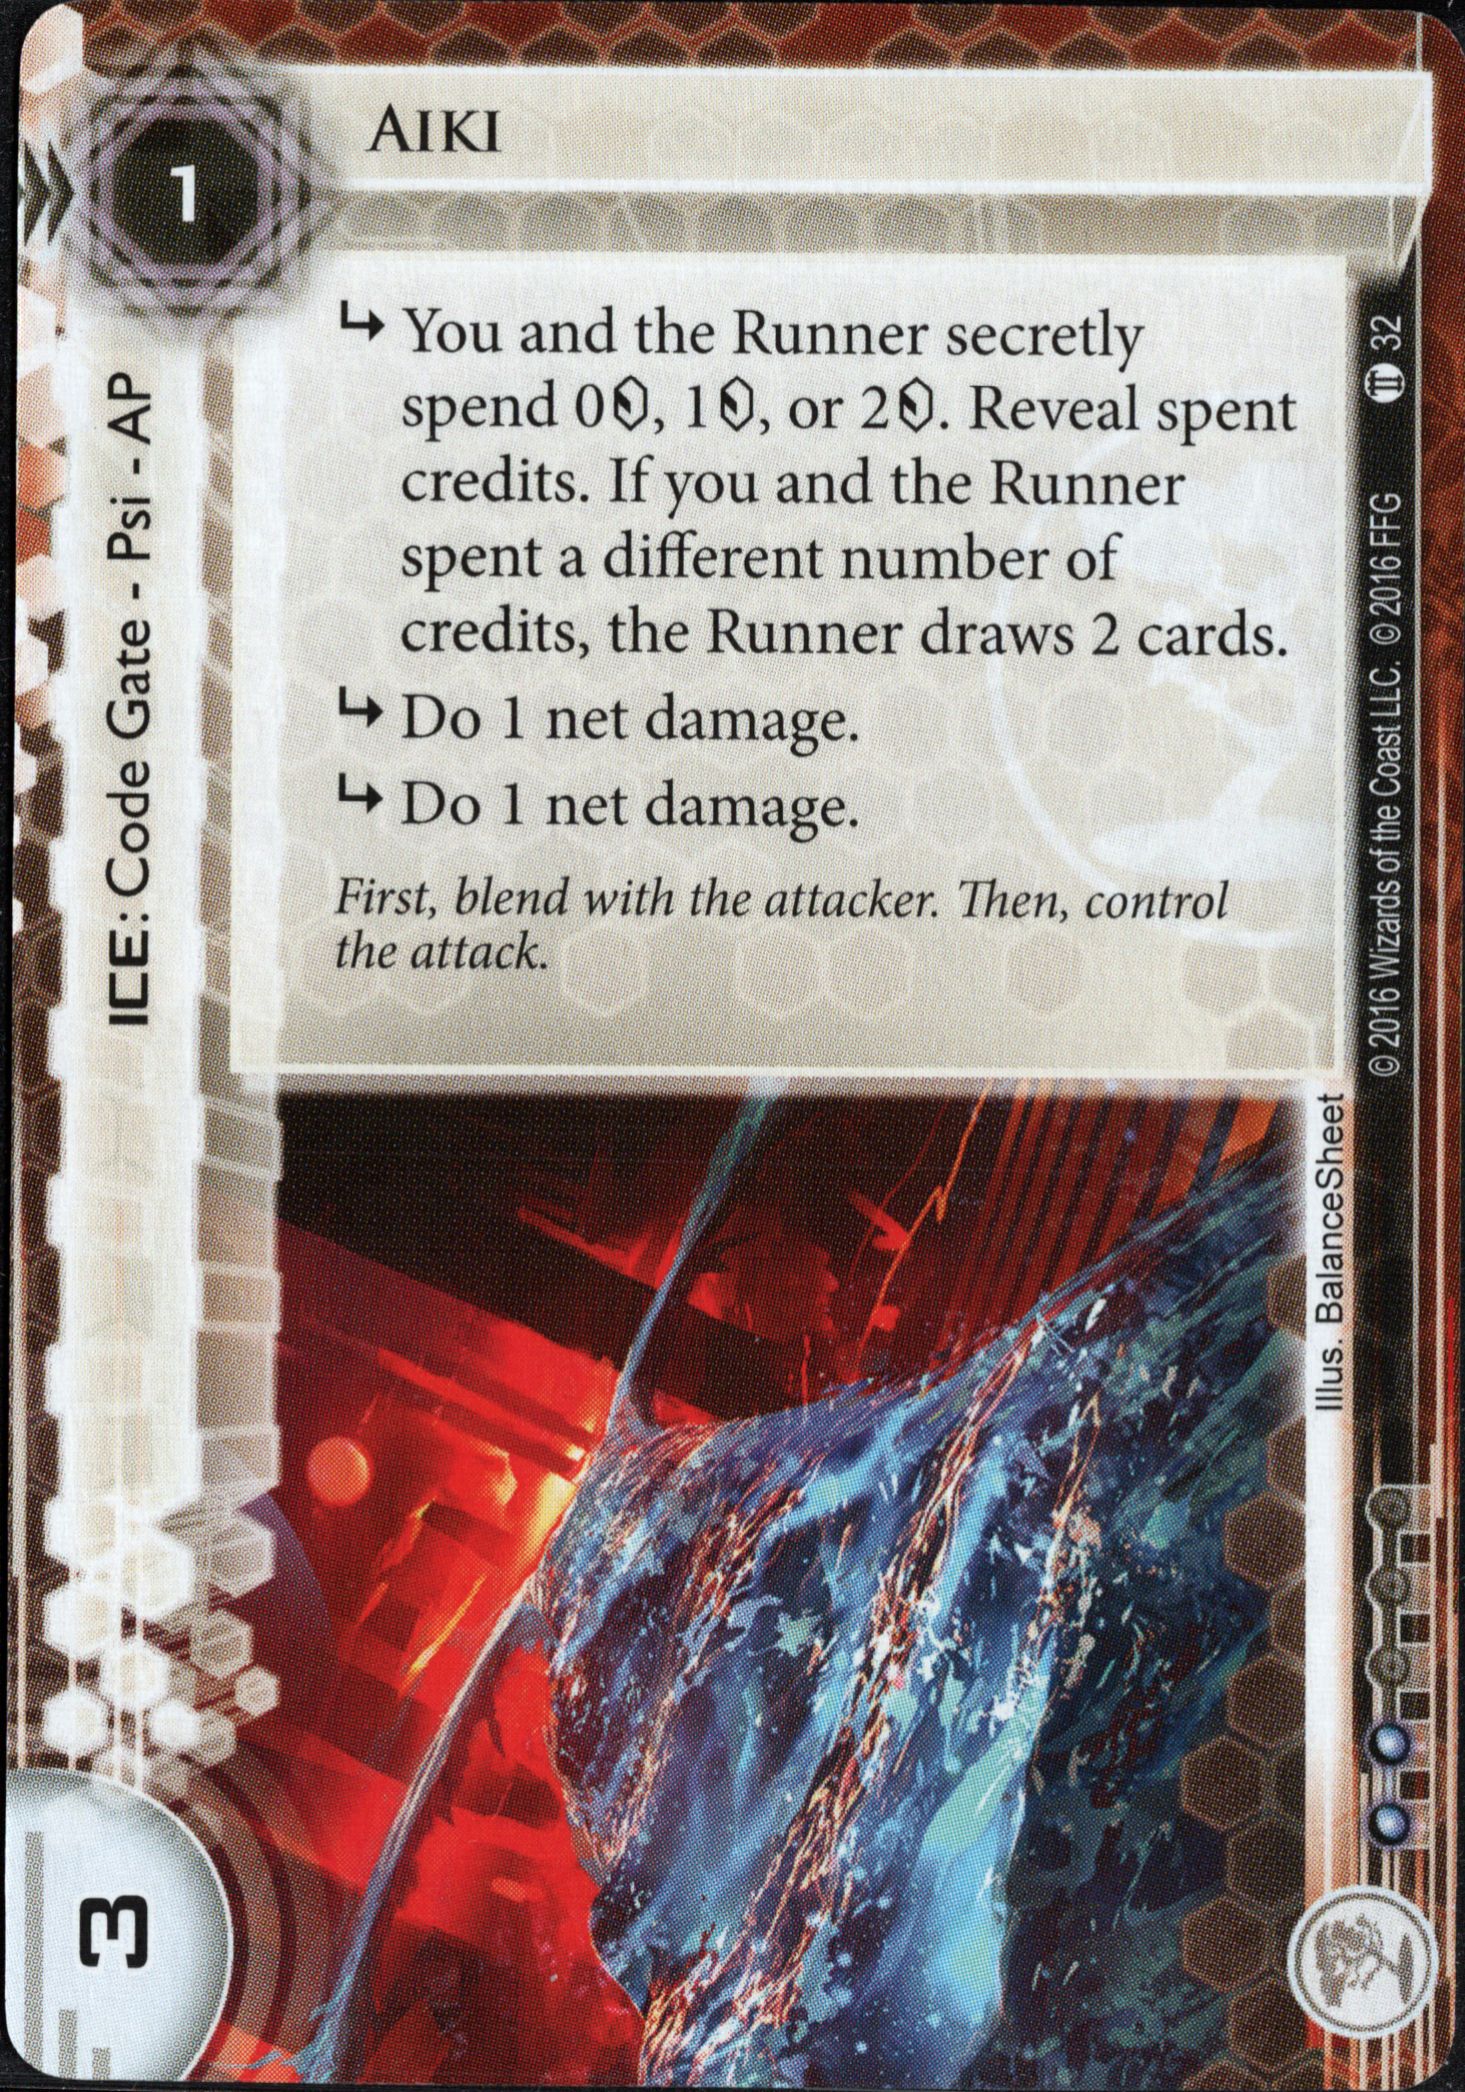 1
AIKI
↳ You and the Runner secretly
spend 0, 1, or 2. Reveal spent
credits. If you and the Runner
spent a different number of
credits, the Runner draws 2 cards.
↳ Do 1 net damage.
↳ Do 1 net damage.
First, blend with the attacker. Then, control
the attack.
ICE: Code Gate - Psi - AP
3
Illus. BalanceSheet
© 2016 Wizards of the Coast LLC. © 2016 FFG 32